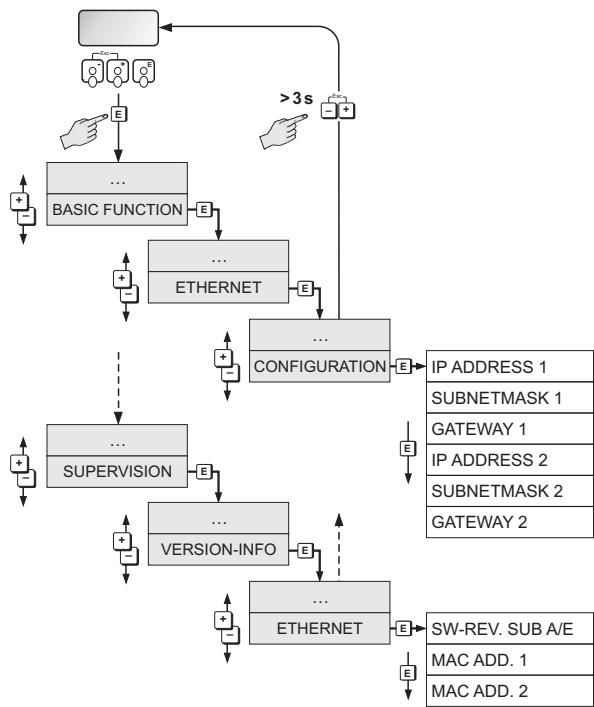 Esc
- + E
E
>3s
Esc
- +
…
+
-
BASIC FUNCTION
E
…
+
-
ETHERNET
E
…
+
-
CONFIGURATION
E
IP ADDRESS 1
SUBNETMASK 1
GATEWAY 1
E
IP ADDRESS 2
SUBNETMASK 2
GATEWAY 2
…
+
-
SUPERVISION
E
…
+
-
VERSION-INFO
E
…
+
-
ETHERNET
E
SW-REV. SUB A/E
MAC ADD. 1
E
MAC ADD. 2